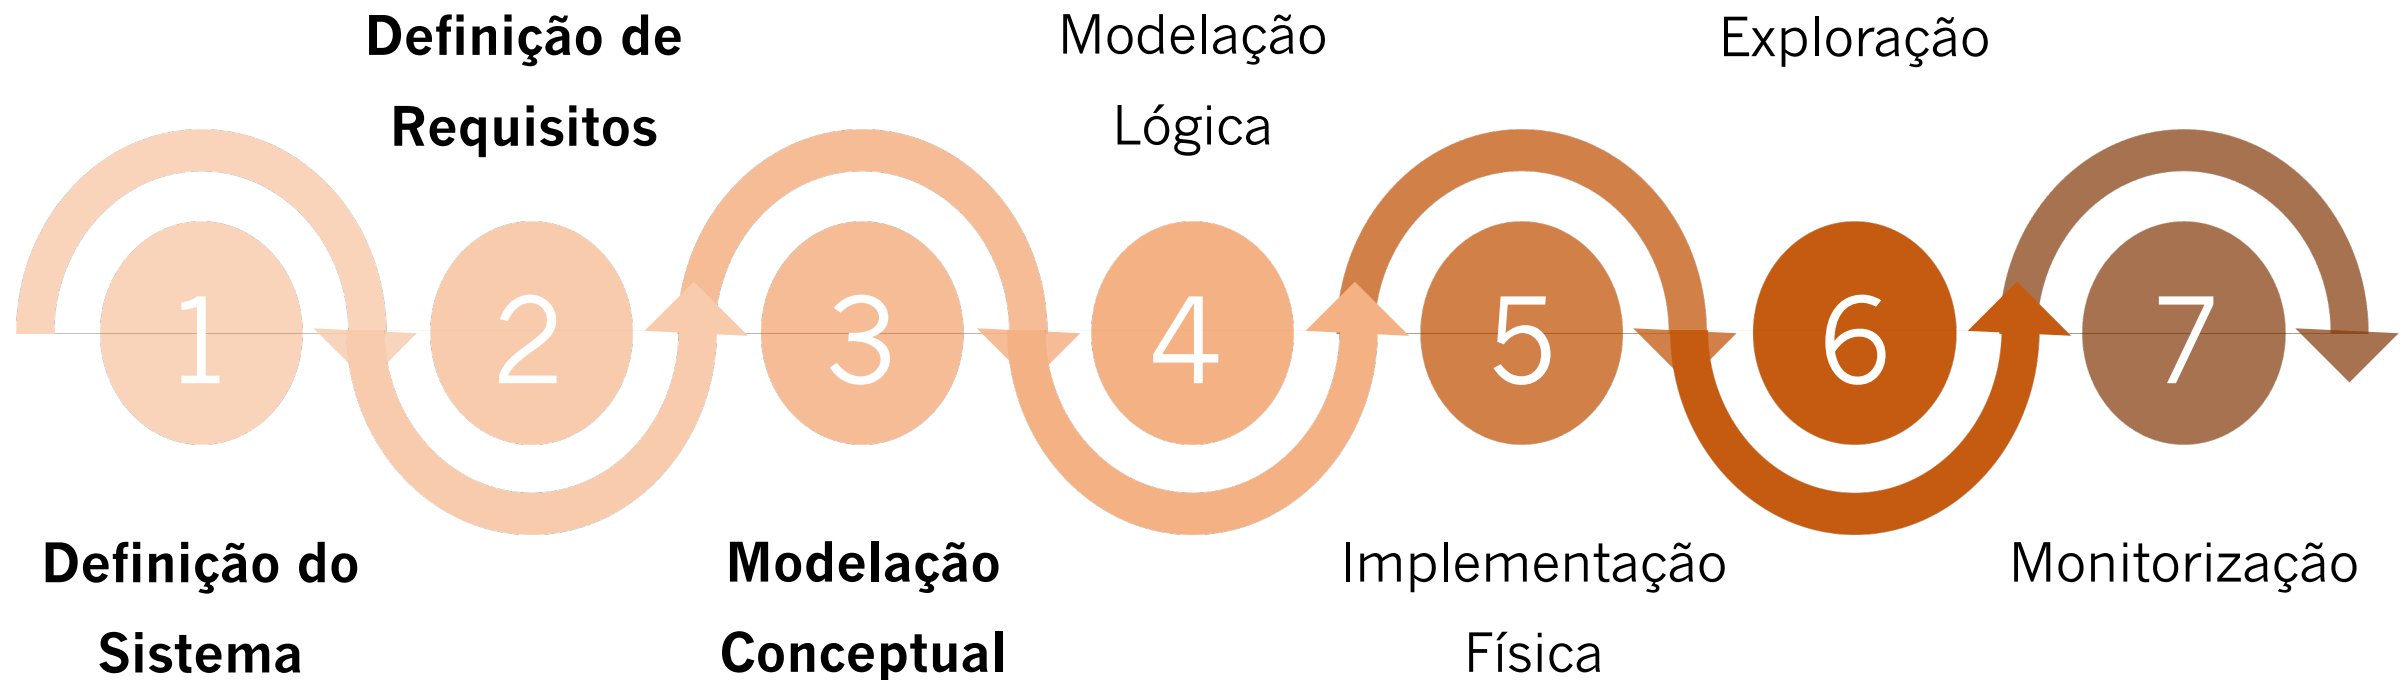 Definição de
Requisitos
Modelação
Lógica
Exploração
1
2
3
4
5
6
7
Definição do
Sistema
Modelação
Conceptual
Implementação
Física
Monitorização